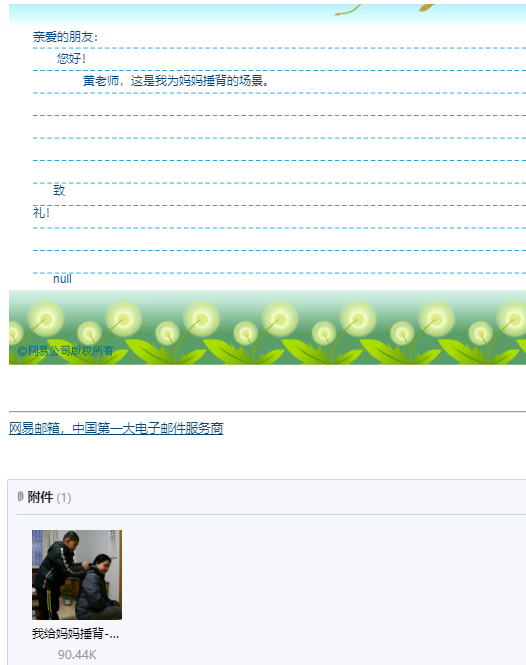 亲爱的朋友：
您好！
黄老师，这是我为妈妈捶背的场景。
致
礼！
null
©网易公司版权所有
网易邮箱，中国第一大电子邮件服务商
附件 (1)
我给妈妈捶背-...
90.44K